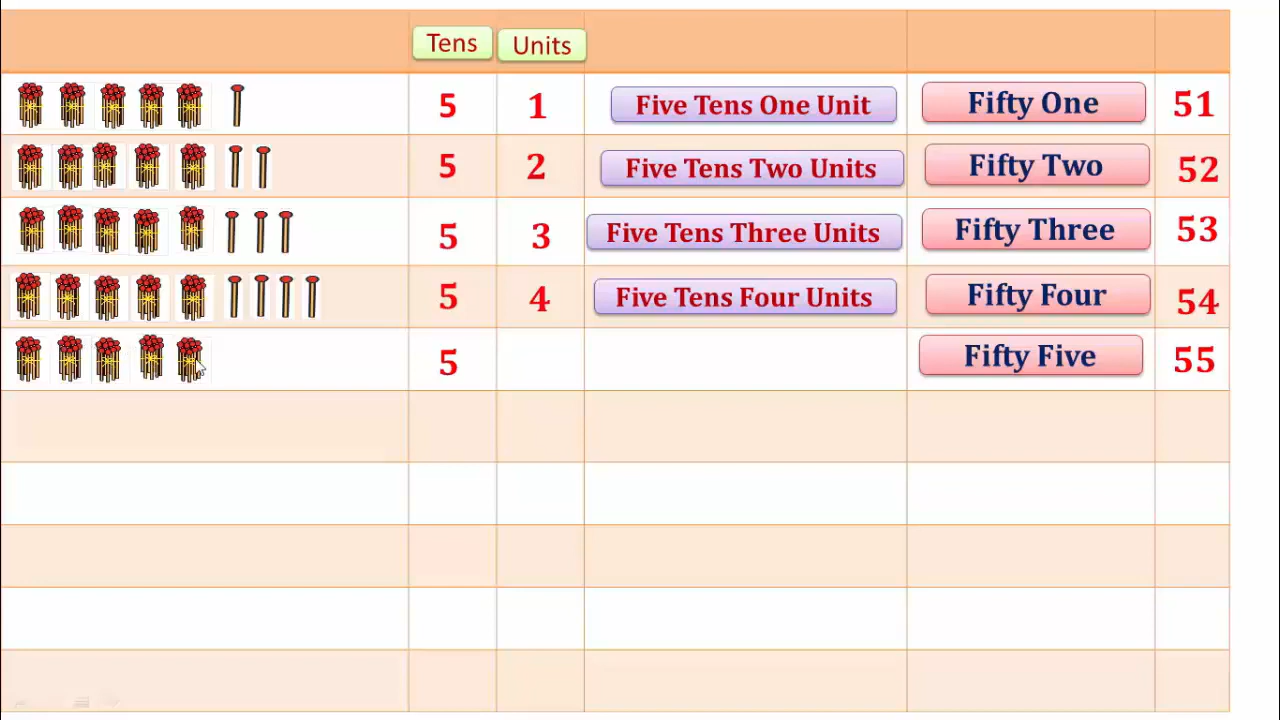 Tens Units
5 1 Five Tens One Unit Fifty One 51
5 2 Five Tens Two Units Fifty Two 52
5 3 Five Tens Three Units Fifty Three 53
5 4 Five Tens Four Units Fifty Four 54
5 Fifty Five 55